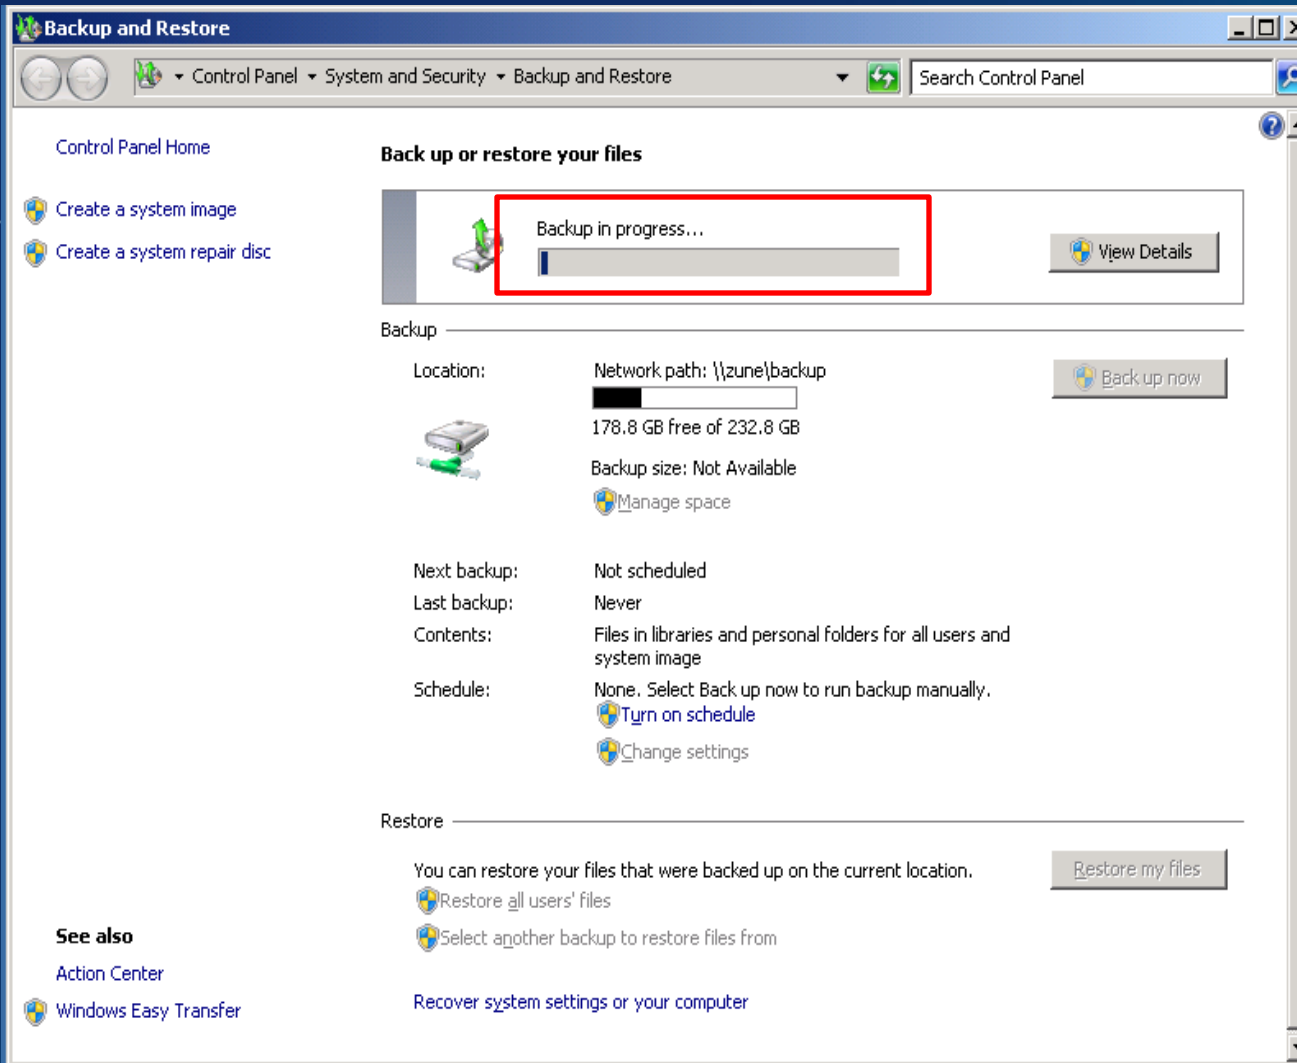 Backup and Restore
Control Panel System and Security Backup and Restore
Search Control Panel
Control Panel Home
Create a system image
Create a system repair disc
See also
Action Center
Windows Easy Transfer
Back up or restore your files
Backup in progress...
View Details
Backup
Location:
Network path: \\zune\backup
Back up now
178.8 GB free of 232.8 GB
Backup size: Not Available
Manage space
Next backup: Not scheduled
Last backup: Never
Contents: Files in libraries and personal folders for all users and
system image
Schedule: None. Select Back up now to run backup manually.
Turn on schedule
Change settings
Restore
You can restore your files that were backed up on the current location.
Restore my files
Restore all users' files
Select another backup to restore files from
Recover system settings or your computer